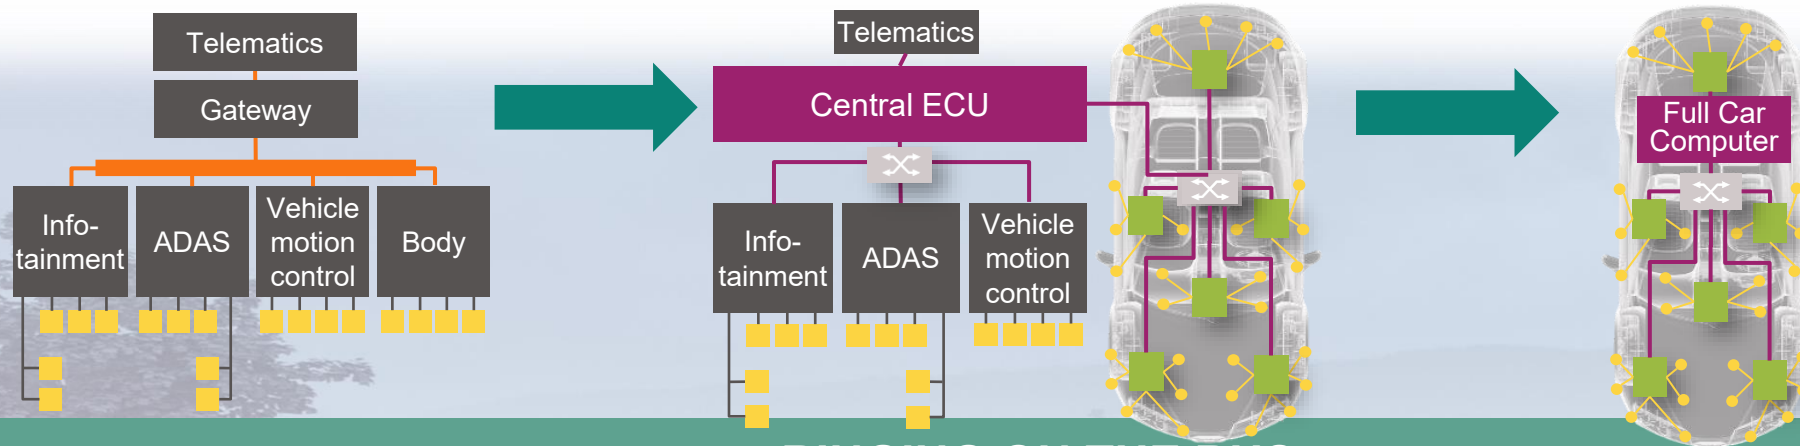 Telematics
Gateway
Info-
tainment
ADAS
Vehicle
motion
control
Body
Telematics
Central ECU
Info-
tainment
ADAS
Vehicle
motion
control
Full Car
Computer